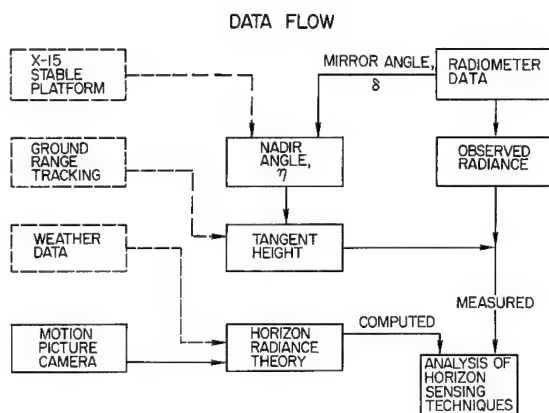 DATA FLOW
X-15
STABLE
PLATFORM
MIRROR ANGLE,
δ
RADIOMETER
DATA
GROUND
RANGE
TRACKING
NADIR
ANGLE,
η
OBSERVED
RADIANCE
WEATHER
DATA
TANGENT
HEIGHT
MEASURED
COMPUTED
MOTION
PICTURE
CAMERA
HORIZON
RADIANCE
THEORY
ANALYSIS OF
HORIZON
SENSING
TECHNIQUES